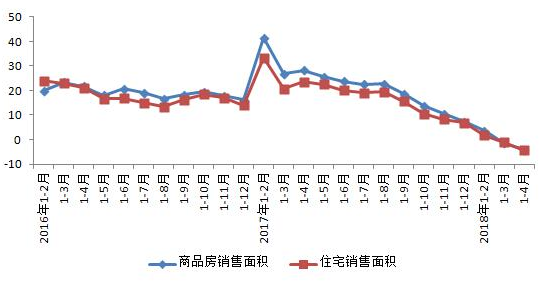 50
40
30
20
10
0
-10
2016年1-2月
1-3月
1-4月
1-5月
1-6月
1-7月
1-8月
1-9月
1-10月
1-11月
1-12月
2017年1-2月
1-3月
1-4月
1-5月
1-6月
1-7月
1-8月
1-9月
1-10月
1-11月
1-12月
2018年1-2月
1-3月
1-4月
商品房销售面积 住宅销售面积